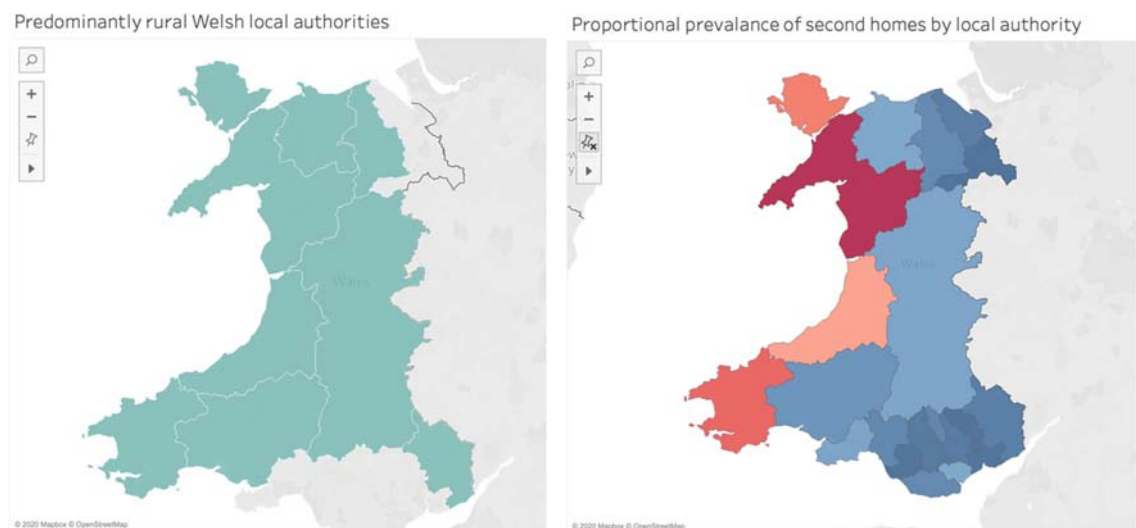 Predominantly rural Welsh local authorities
Proportional prevalance of second homes by local authority
Wales
Wales
© 2020 Mapbox © OpenStreetMap
© 2020 Mapbox © OpenStreetMap